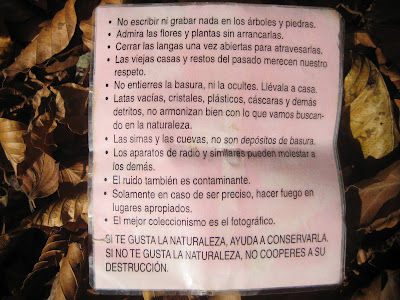 • No escribir ni grabar nada en los árboles y piedras.
• Admira las flores y plantas sin arrancarlas.
• Cerrar las langas una vez abiertas para atravesarlas.
• Las viejas casas y restos del pasado merecen nuestro
respeto.
• No entierres la basura, ni la ocultes. Llévala a casa.
• Latas vacías, cristales, plásticos, cáscaras y demás
detritos, no armonizan bien con lo que vamos buscan-
do en la naturaleza.
• Las simas y las cuevas, no son depósitos de basura.
• Los aparatos de radio y similares pueden molestar a
los demás.
• El ruido también es contaminante.
• Solamente en caso de ser preciso, hacer fuego en
lugares apropiados.
• El mejor coleccionismo es el fotográfico.
SI TE GUSTA LA NATURALEZA, AYUDA A CONSERVARLA.
SI NO TE GUSTA LA NATURALEZA, NO COOPERES A SU
DESTRUCCIÓN.